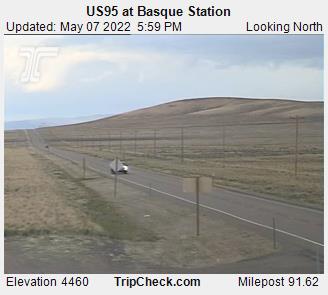 US95 at Basque Station
Updated: May 07 2022 5:59 PM Looking North
Elevation 4460 TripCheck.com Milepost 91.62